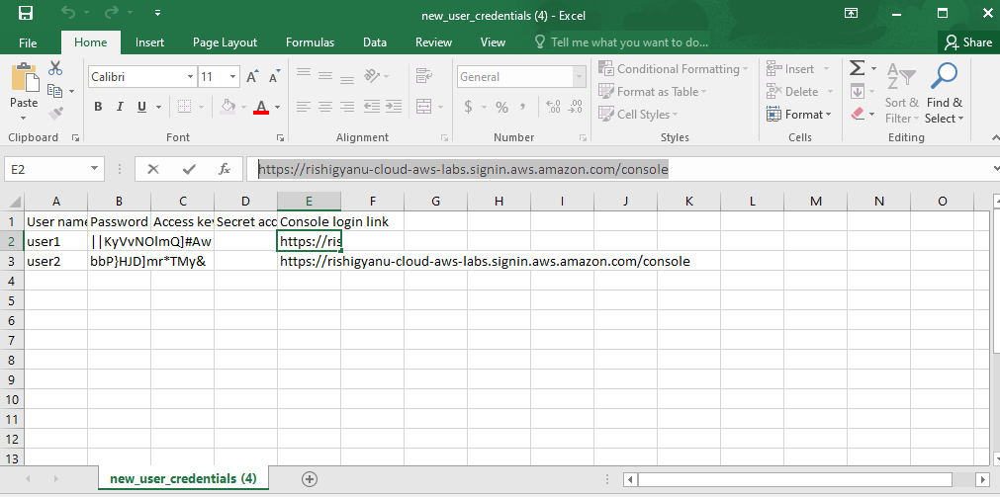 new_user_credentials (4) - Excel
File Home Insert Page Layout Formulas Data Review View Tell me what you want to do... Share
Paste
Calibri 11 A A
B I U A
General
$ % , .0 .00 .00 .0
Conditional Formatting
Format as Table
Cell Styles
Insert
Delete
Format
Σ
A Z
Sort & Filter
Find & Select
Clipboard Font Alignment Number Styles Cells Editing
E2 fx https://rishigyanu-cloud-aws-labs.signin.aws.amazon.com/console
A B C D E F G H I J K L M N O
1 User name Password Access key Secret acc Console login link
2 user1 ||KyVvNOlmQ]#Aw https://ris
3 user2 bbP}HJD]mr*TMy& https://rishigyanu-cloud-aws-labs.signin.aws.amazon.com/console
4
5
6
7
8
9
10
11
12
13
new_user_credentials (4)